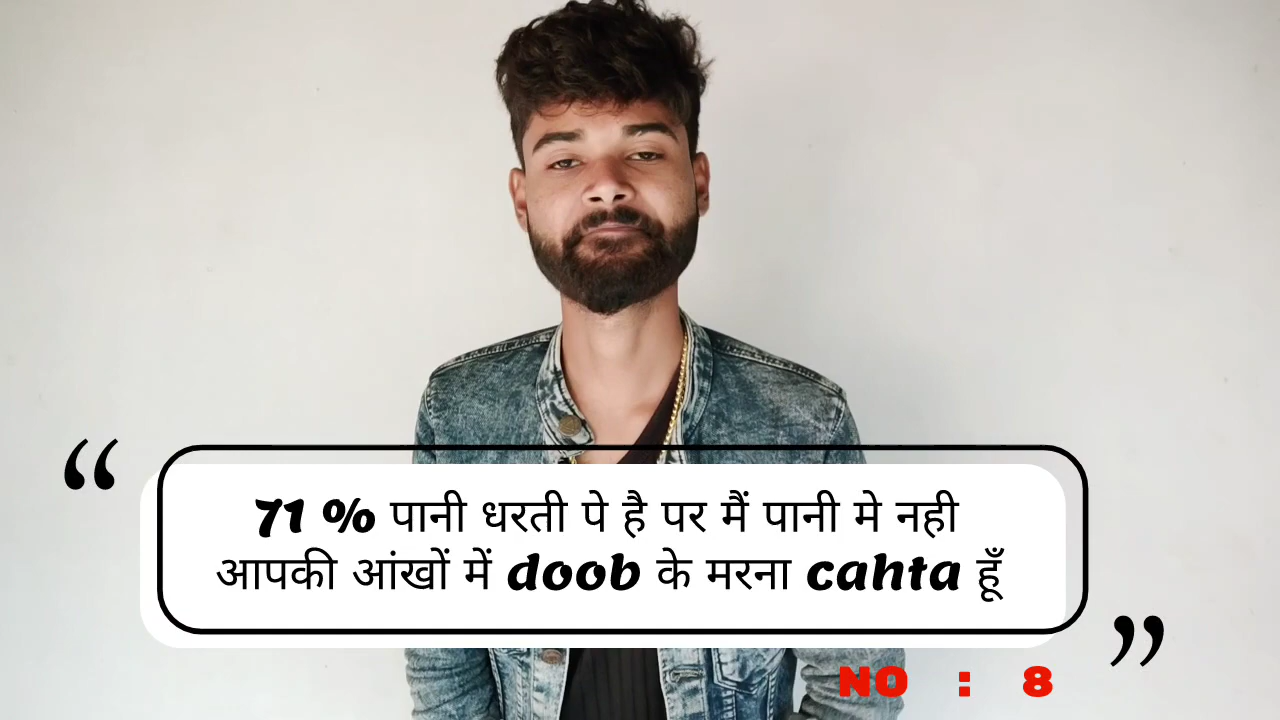 71 % पानी धरती पे है पर मैं पानी मे नही
आपकी आंखों में doob के मरना cahta हूँ
NO : 8